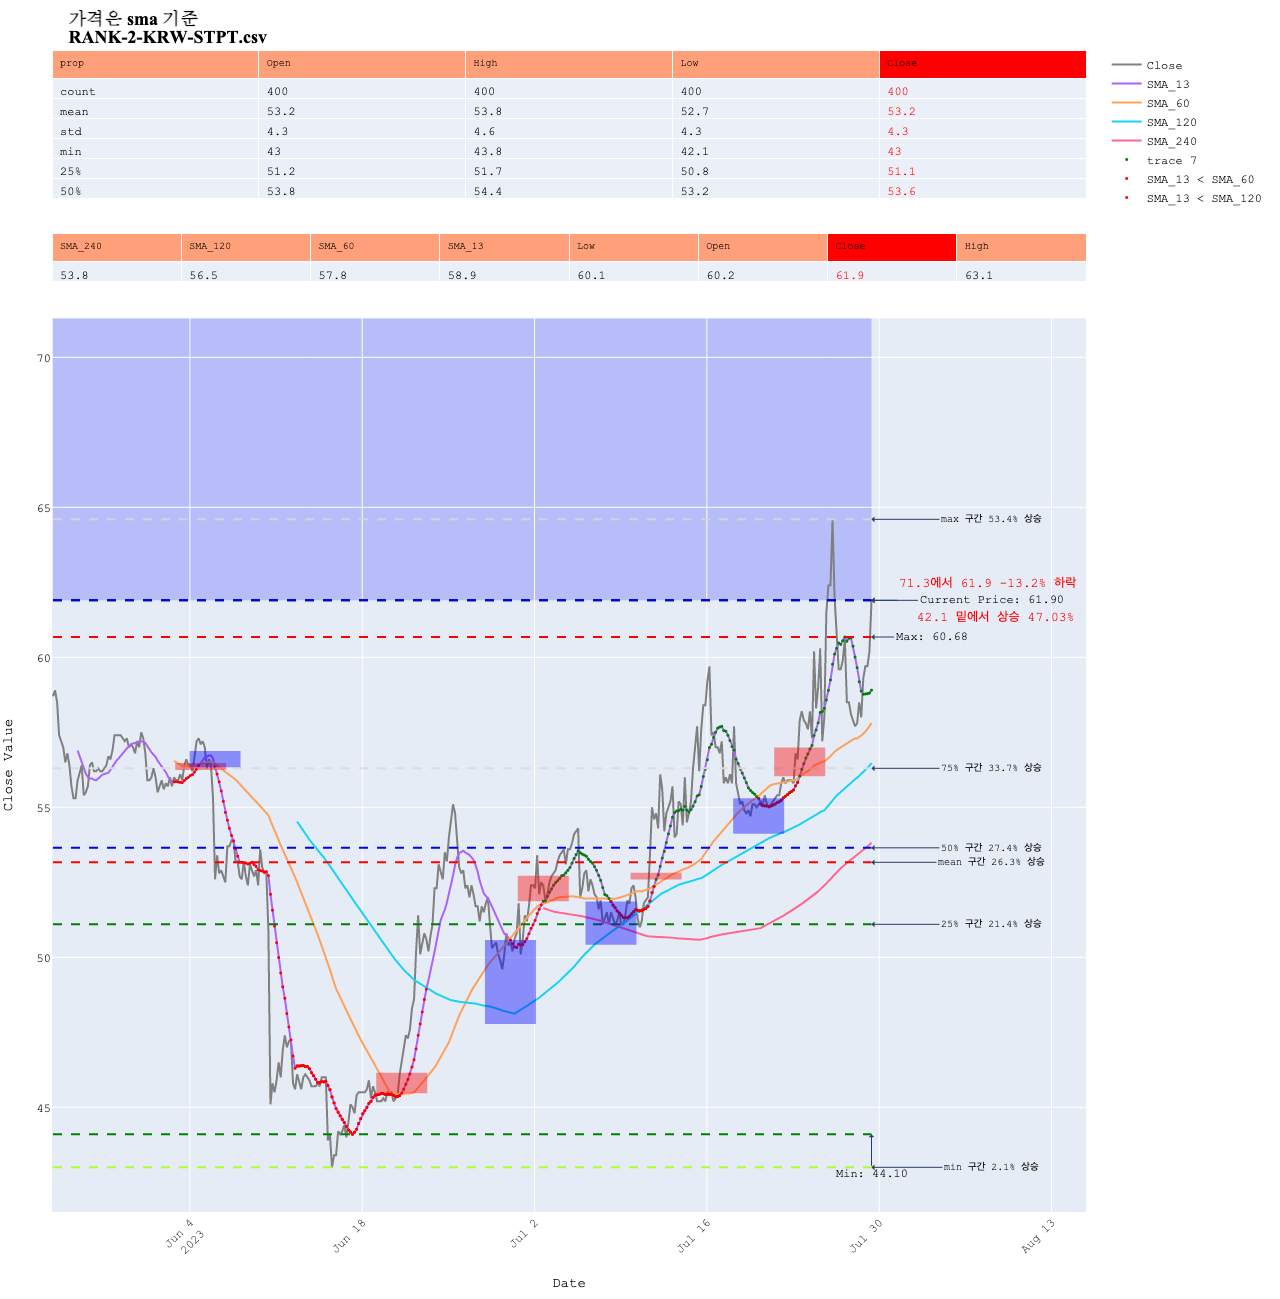 가격은 sma 기준
RANK-2-KRW-STPT.csv
prop Open High Low Close
count 400 400 400 400
mean 53.2 53.8 52.7 53.2
std 4.3 4.6 4.3 4.3
min 43 43.8 42.1 43
25% 51.2 51.7 50.8 51.1
50% 53.8 54.4 53.2 53.6
Close
SMA_13
SMA_60
SMA_120
SMA_240
trace 7
SMA_13 < SMA_60
SMA_13 < SMA_120
SMA_240 SMA_120 SMA_60 SMA_13 Low Open Close High
53.8 56.5 57.8 58.9 60.1 60.2 61.9 63.1
70
65
60
55
50
45
Close Value
max 구간 53.4% 상승
71.3에서 61.9 -13.2% 하락
Current Price: 61.90
42.1 밑에서 상승 47.03%
Max: 60.68
75% 구간 33.7% 상승
50% 구간 27.4% 상승
mean 구간 26.3% 상승
25% 구간 21.4% 상승
min 구간 2.1% 상승
Min: 44.10
Jun 4
2023
Jun 18
Jul 2
Jul 16
Jul 30
Aug 13
Date